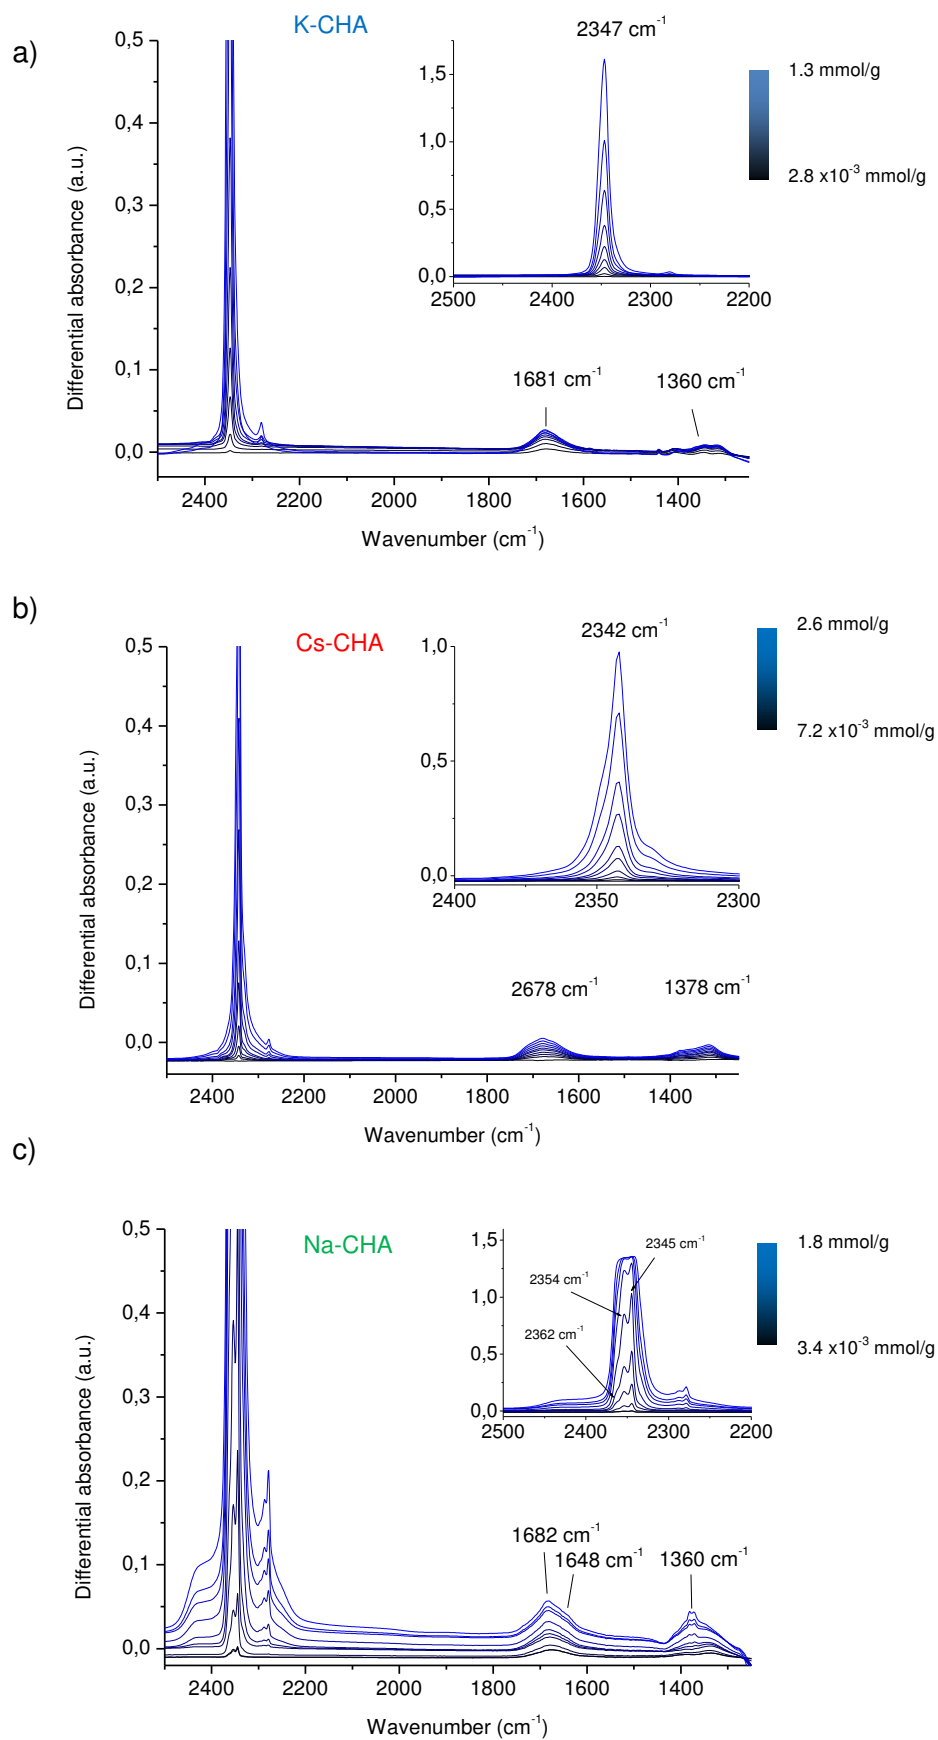 a)
K-CHA
2347 cm⁻¹
0,5
0,4
0,3
0,2
0,1
0,0
Differential absorbance (a.u.)
1,5
1,0
0,5
0,0
2500 2400 2300 2200
1.3 mmol/g
2.8 x10⁻³ mmol/g
1681 cm⁻¹
1360 cm⁻¹
2400 2200 2000 1800 1600 1400
Wavenumber (cm⁻¹)
b)
Cs-CHA
2342 cm⁻¹
0,5
0,4
0,3
0,2
0,1
0,0
Differential absorbance (a.u.)
1,0
0,5
0,0
2400 2350 2300
2.6 mmol/g
7.2 x10⁻³ mmol/g
2678 cm⁻¹
1378 cm⁻¹
2400 2200 2000 1800 1600 1400
Wavenumber (cm⁻¹)
c)
Na-CHA
0,5
0,4
0,3
0,2
0,1
0,0
Differential absorbance (a.u.)
1,5
1,0
0,5
0,0
2345 cm⁻¹
2354 cm⁻¹
2362 cm⁻¹
2500 2400 2300 2200
1.8 mmol/g
3.4 x10⁻³ mmol/g
1682 cm⁻¹
1648 cm⁻¹
1360 cm⁻¹
2400 2200 2000 1800 1600 1400
Wavenumber (cm⁻¹)